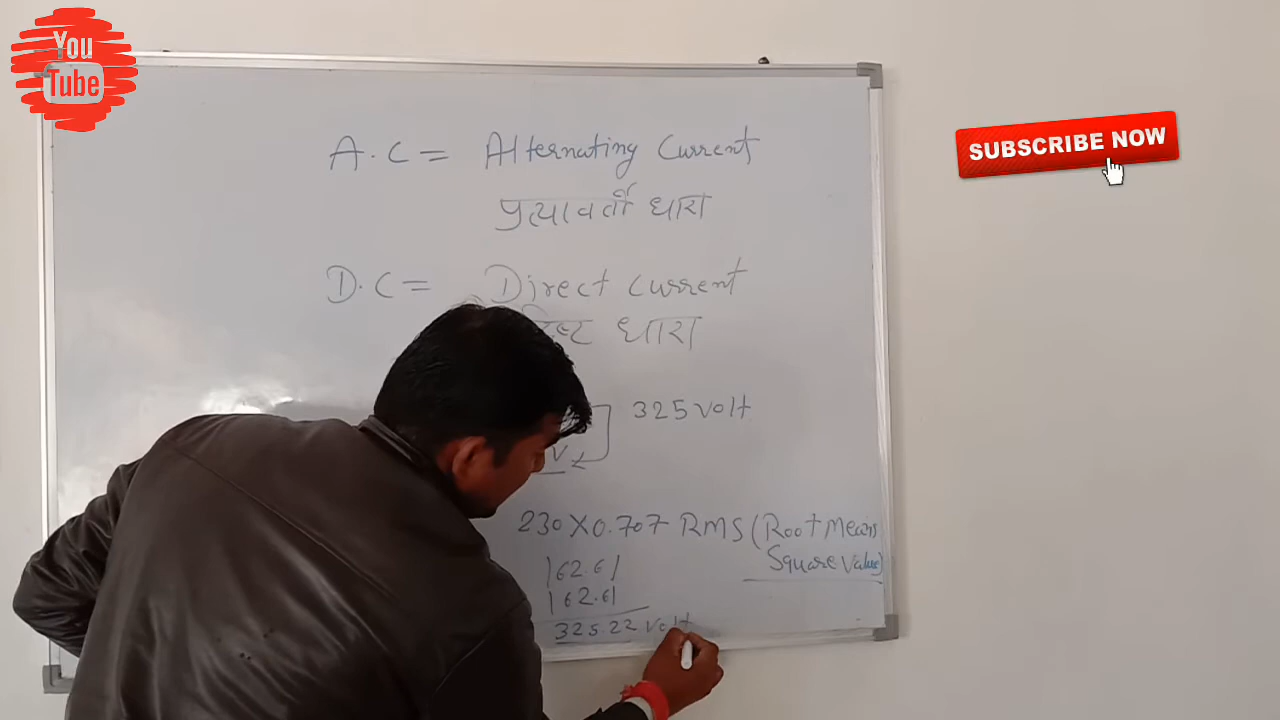 You
Tube
SUBSCRIBE NOW
A.C = Alternating Current
प्रत्यावर्ती धारा
D.C = Direct Current
धारा
325 Volt
V
230 X 0.707 RMS (Root Mean
Square Value)
162.61
162.61
325.22 Volt